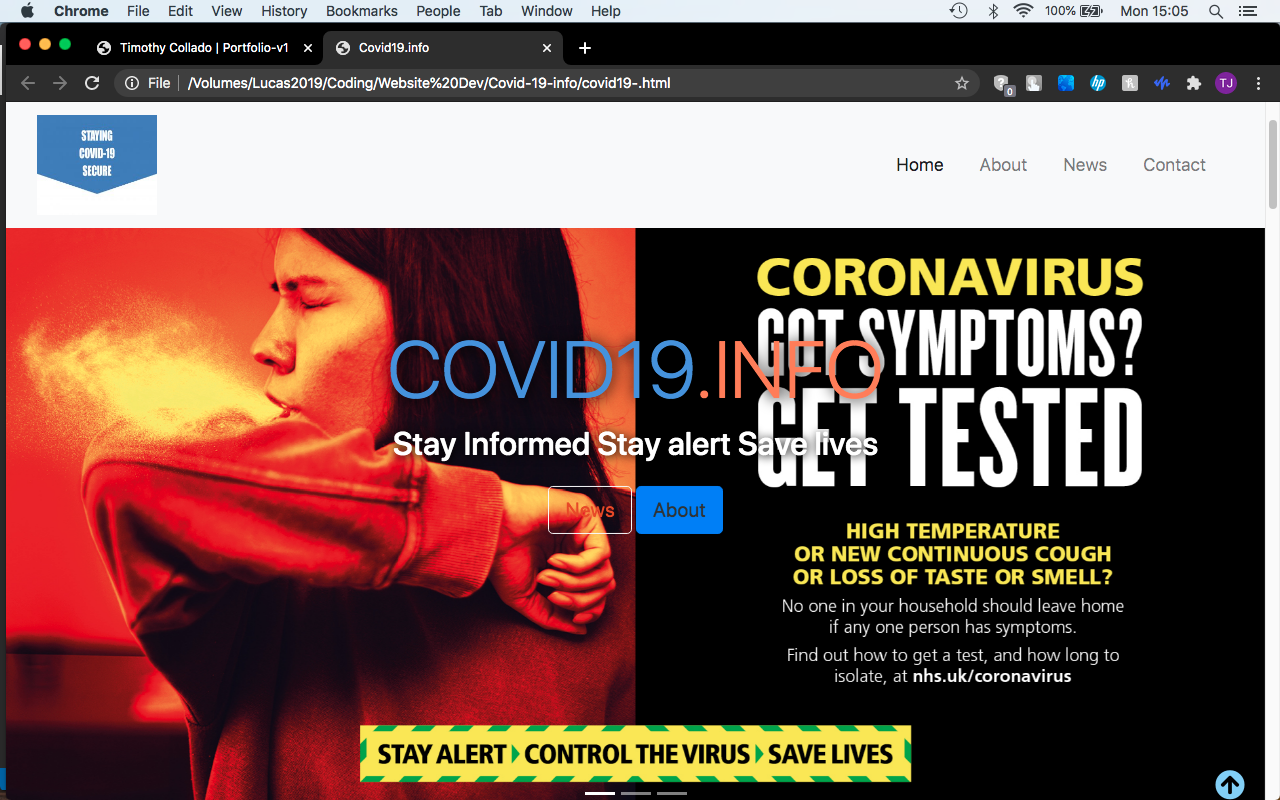 Chrome File Edit View History Bookmarks People Tab Window Help 100% Mon 15:05
Timothy Collado | Portfolio-v1 Covid19.info
File /Volumes/Lucas2019/Coding/Website%20Dev/Covid-19-info/covid19-.html 0 hp TJ
STAYING
COVID-19
SECURE
Home About News Contact
CORONAVIRUS
GOT SYMPTOMS?
GET TESTED
COVID19.INFO
Stay Informed Stay alert Save lives
News About
HIGH TEMPERATURE
OR NEW CONTINUOUS COUGH
OR LOSS OF TASTE OR SMELL?
No one in your household should leave home
if any one person has symptoms.
Find out how to get a test, and how long to
isolate, at nhs.uk/coronavirus
STAY ALERT CONTROL THE VIRUS SAVE LIVES